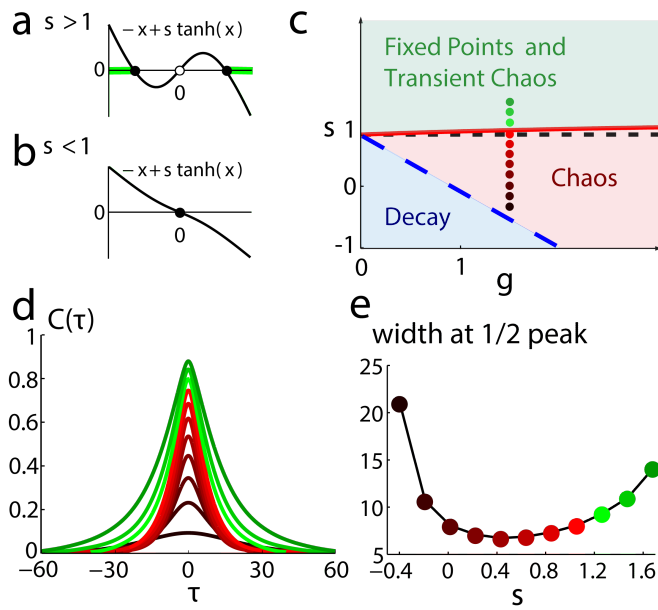 a s > 1
−x+s tanh(x)
0
0
b s < 1
−x+s tanh(x)
0
0
c
Fixed Points and
Transient Chaos
s 1
0
-1
Chaos
Decay
0 1
g
d C(τ)
1
0.8
0.6
0.4
0.2
0
−60 −30 0 30 60
τ
e
width at 1/2 peak
25
20
15
10
5
−0.4 0 0.4 0.8 1.2 1.6
s